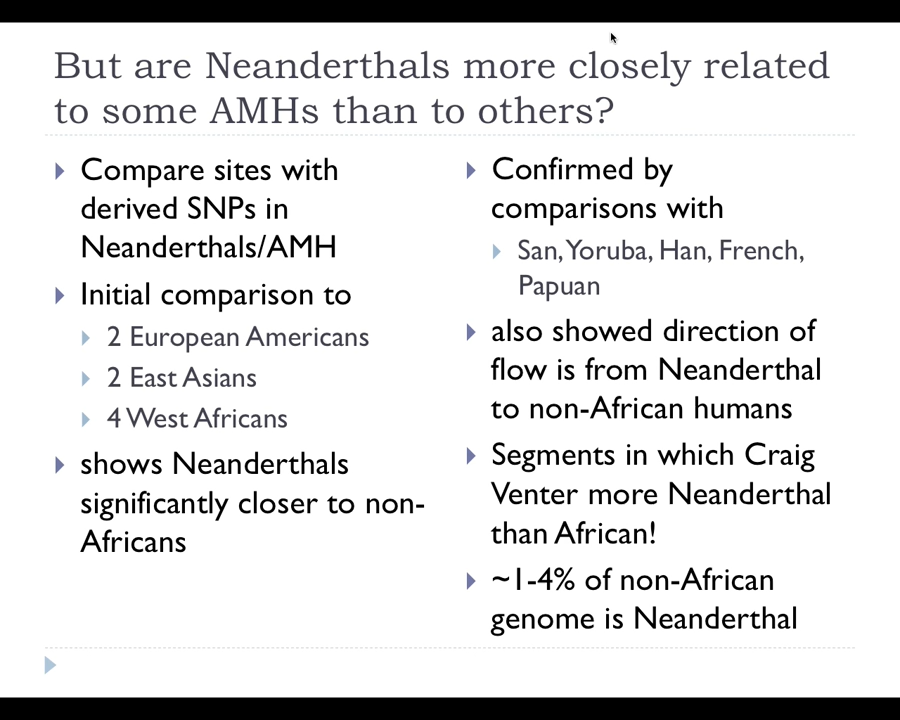 But are Neanderthals more closely related
to some AMHs than to others?
Compare sites with
derived SNPs in
Neanderthals/AMH
Initial comparison to
2 European Americans
2 East Asians
4 West Africans
shows Neanderthals
significantly closer to non-
Africans
Confirmed by
comparisons with
San, Yoruba, Han, French,
Papuan
also showed direction of
flow is from Neanderthal
to non-African humans
Segments in which Craig
Venter more Neanderthal
than African!
~1-4% of non-African
genome is Neanderthal